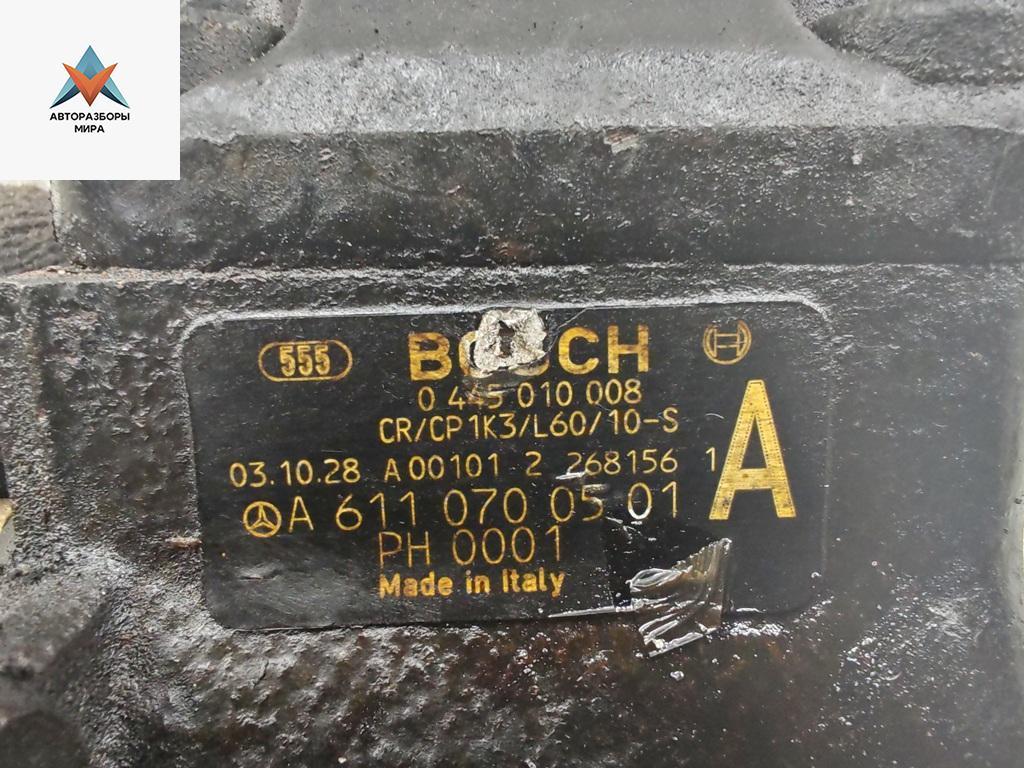 АВТОРАЗБОРЫ
МИРА
555 BOSCH
0 445 010 008
CR/CP1K3/L60/10-S
03.10.28 A00101 2 268156 1 A
A 611 070 05 01
PH 0001
Made in Italy